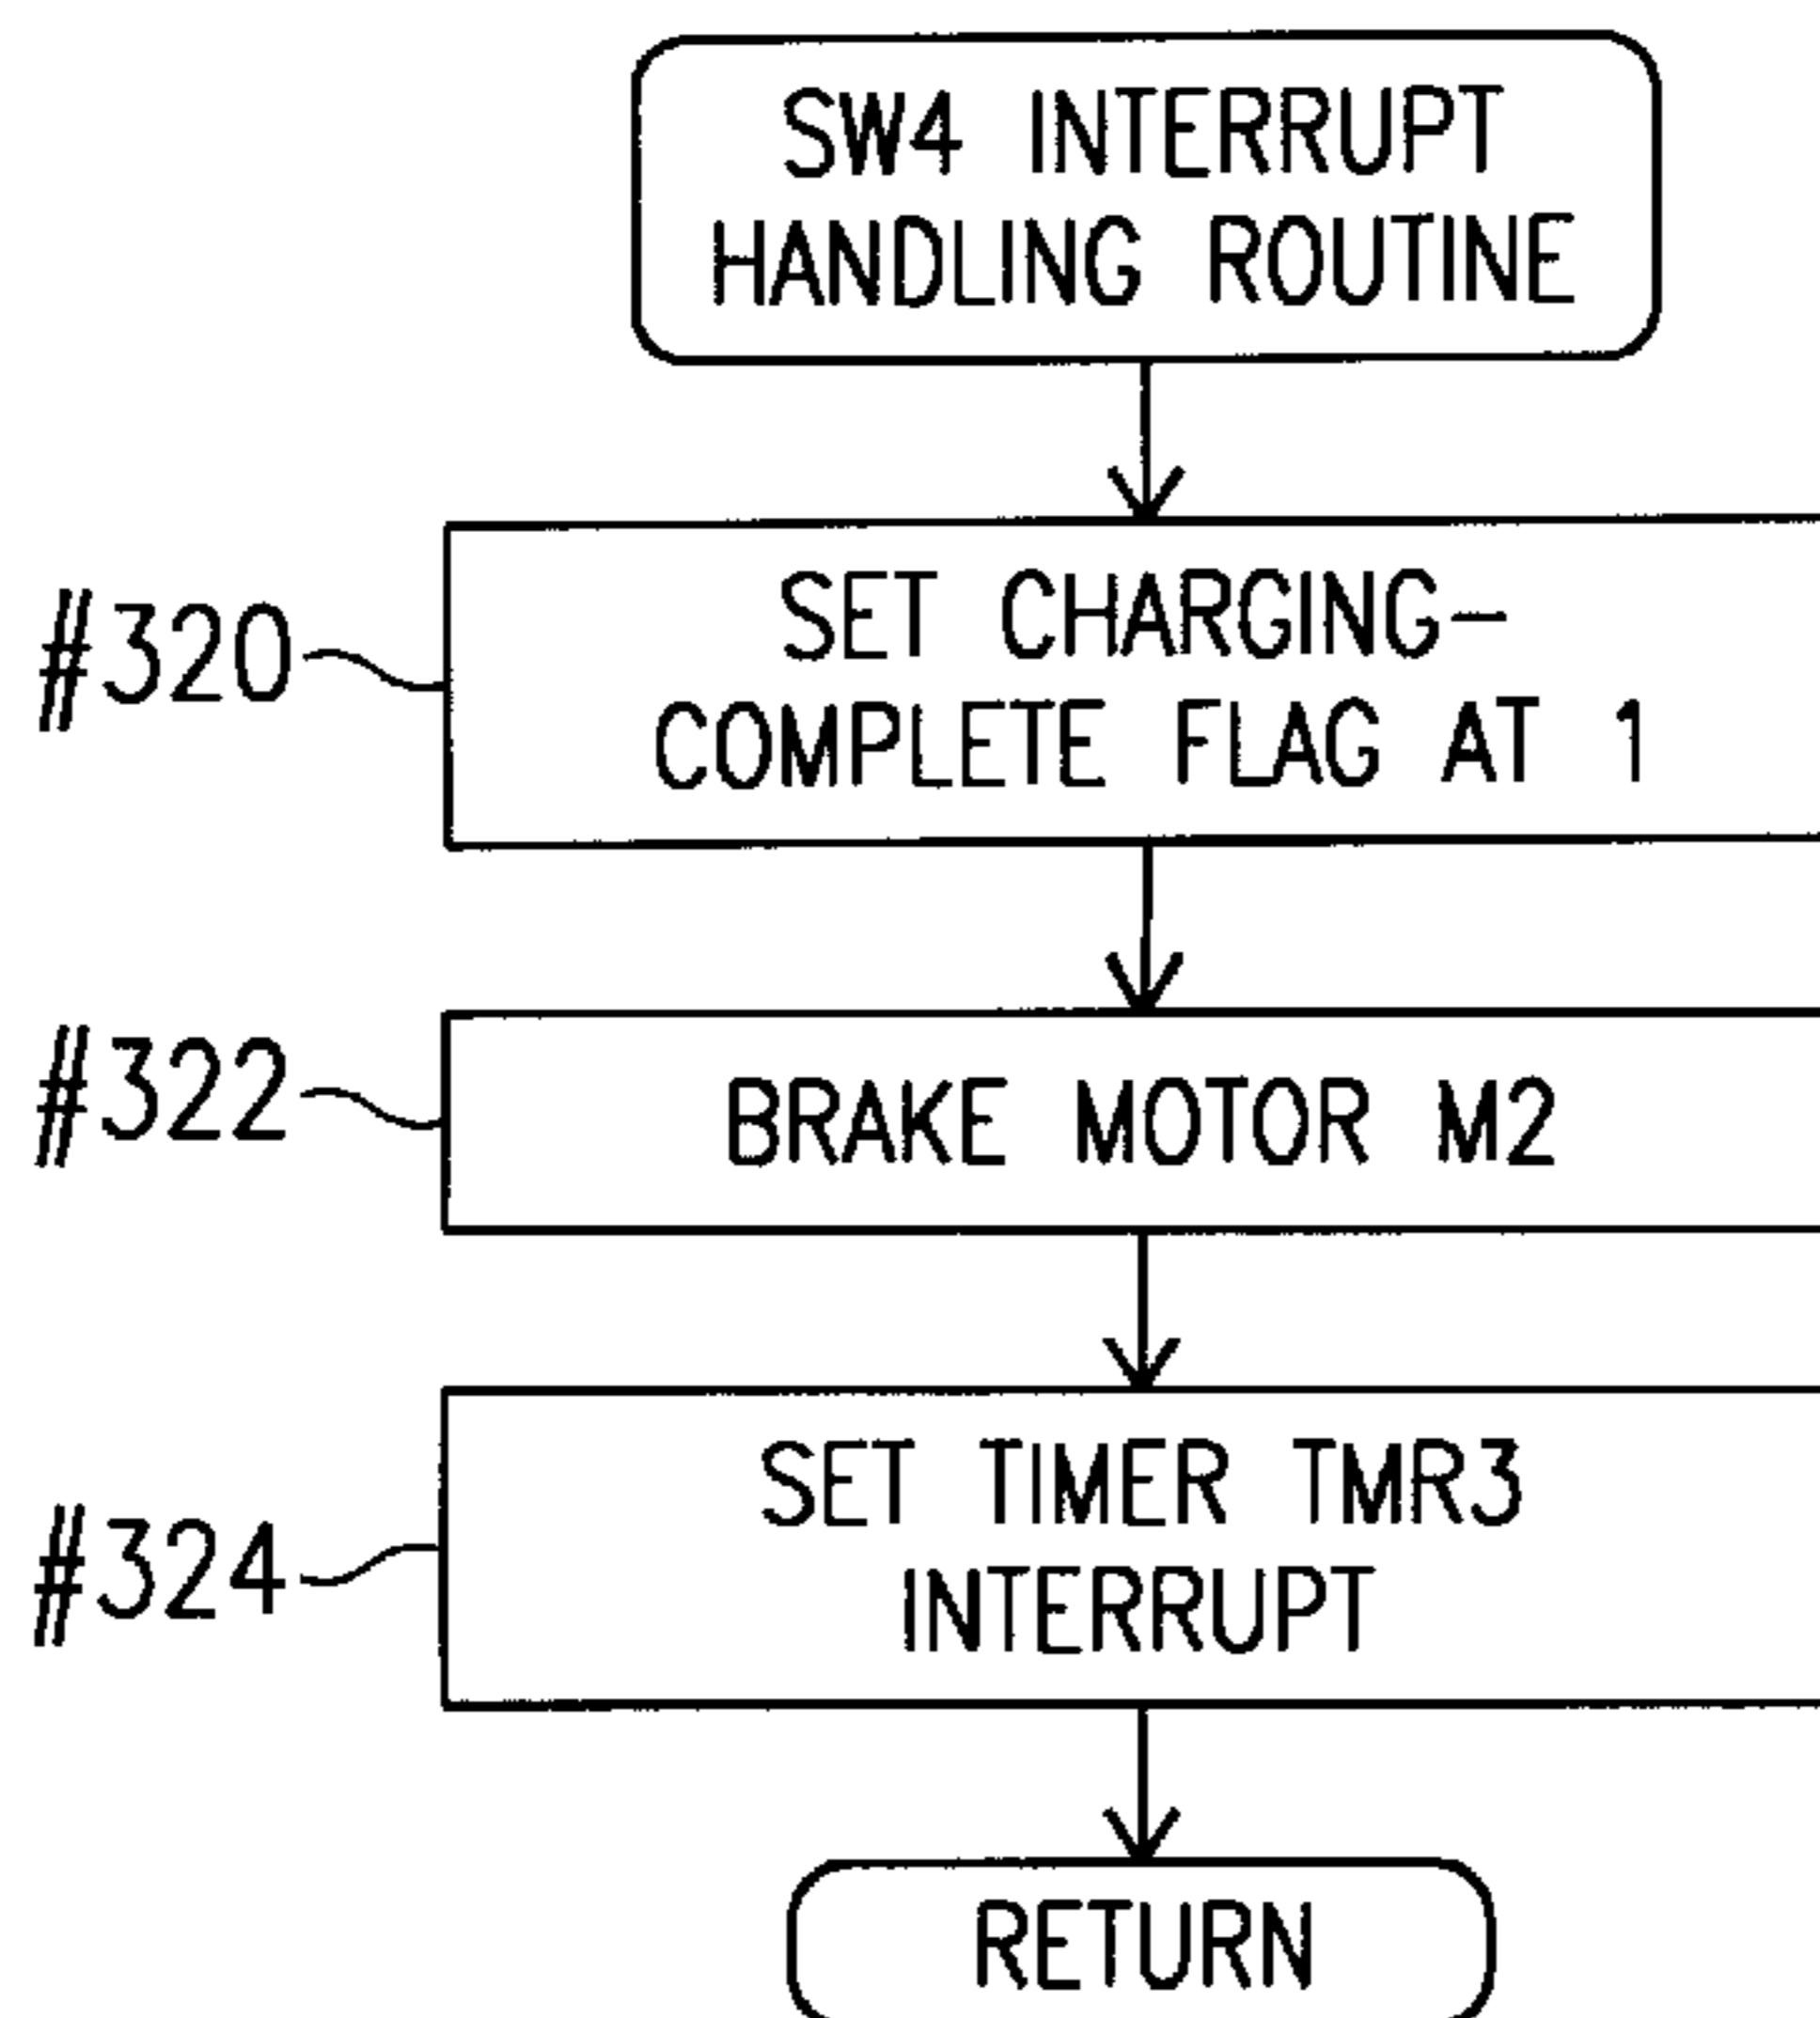 SW4 INTERRUPT
HANDLING ROUTINE
#320
SET CHARGING-
COMPLETE FLAG AT 1
#322
BRAKE MOTOR M2
#324
SET TIMER TMR3
INTERRUPT
RETURN